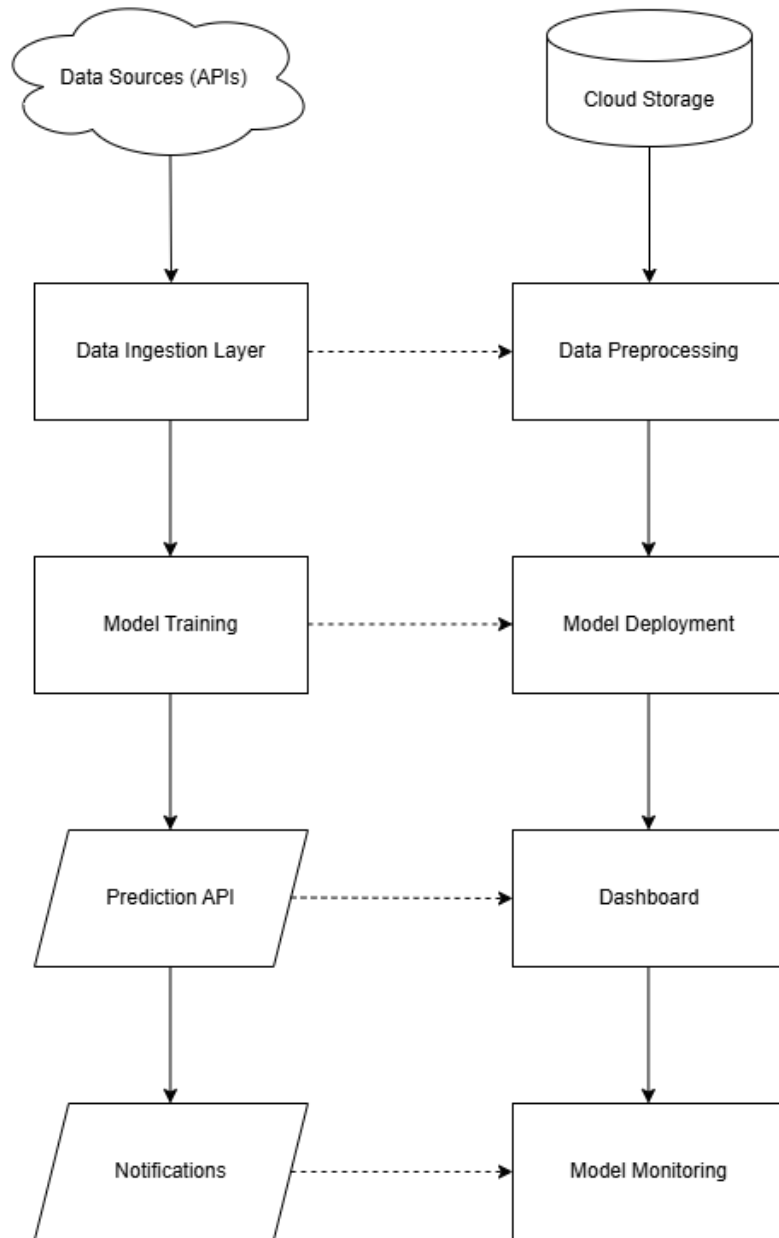 Data Sources (APIs)
Cloud Storage
Data Ingestion Layer
Data Preprocessing
Model Training
Model Deployment
Prediction API
Dashboard
Notifications
Model Monitoring